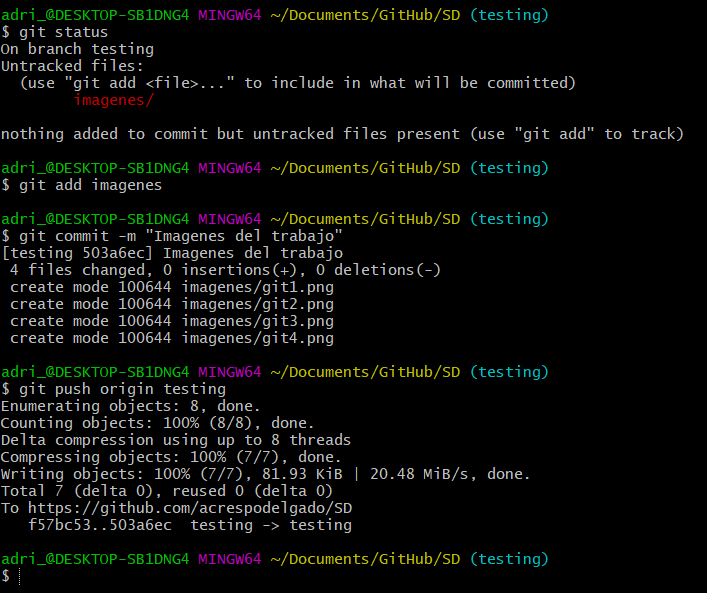 adri_@DESKTOP-SB1DNG4 MINGW64 ~/Documents/GitHub/SD (testing)
$ git status
On branch testing
Untracked files:
  (use "git add <file>..." to include in what will be committed)
        imagenes/

nothing added to commit but untracked files present (use "git add" to track)

adri_@DESKTOP-SB1DNG4 MINGW64 ~/Documents/GitHub/SD (testing)
$ git add imagenes

adri_@DESKTOP-SB1DNG4 MINGW64 ~/Documents/GitHub/SD (testing)
$ git commit -m "Imagenes del trabajo"
[testing 503a6ec] Imagenes del trabajo
 4 files changed, 0 insertions(+), 0 deletions(-)
 create mode 100644 imagenes/git1.png
 create mode 100644 imagenes/git2.png
 create mode 100644 imagenes/git3.png
 create mode 100644 imagenes/git4.png

adri_@DESKTOP-SB1DNG4 MINGW64 ~/Documents/GitHub/SD (testing)
$ git push origin testing
Enumerating objects: 8, done.
Counting objects: 100% (8/8), done.
Delta compression using up to 8 threads
Compressing objects: 100% (7/7), done.
Writing objects: 100% (7/7), 81.93 KiB | 20.48 MiB/s, done.
Total 7 (delta 0), reused 0 (delta 0)
To https://github.com/acrespodelgado/SD
   f57bc53..503a6ec  testing -> testing

adri_@DESKTOP-SB1DNG4 MINGW64 ~/Documents/GitHub/SD (testing)
$